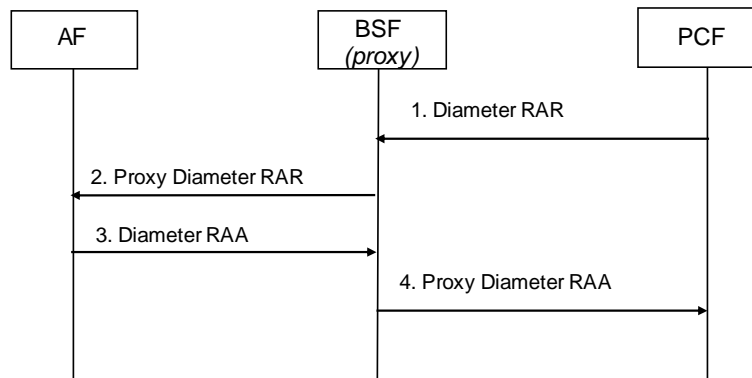 AF
BSF
(proxy)
PCF
1. Diameter RAR
2. Proxy Diameter RAR
3. Diameter RAA
4. Proxy Diameter RAA